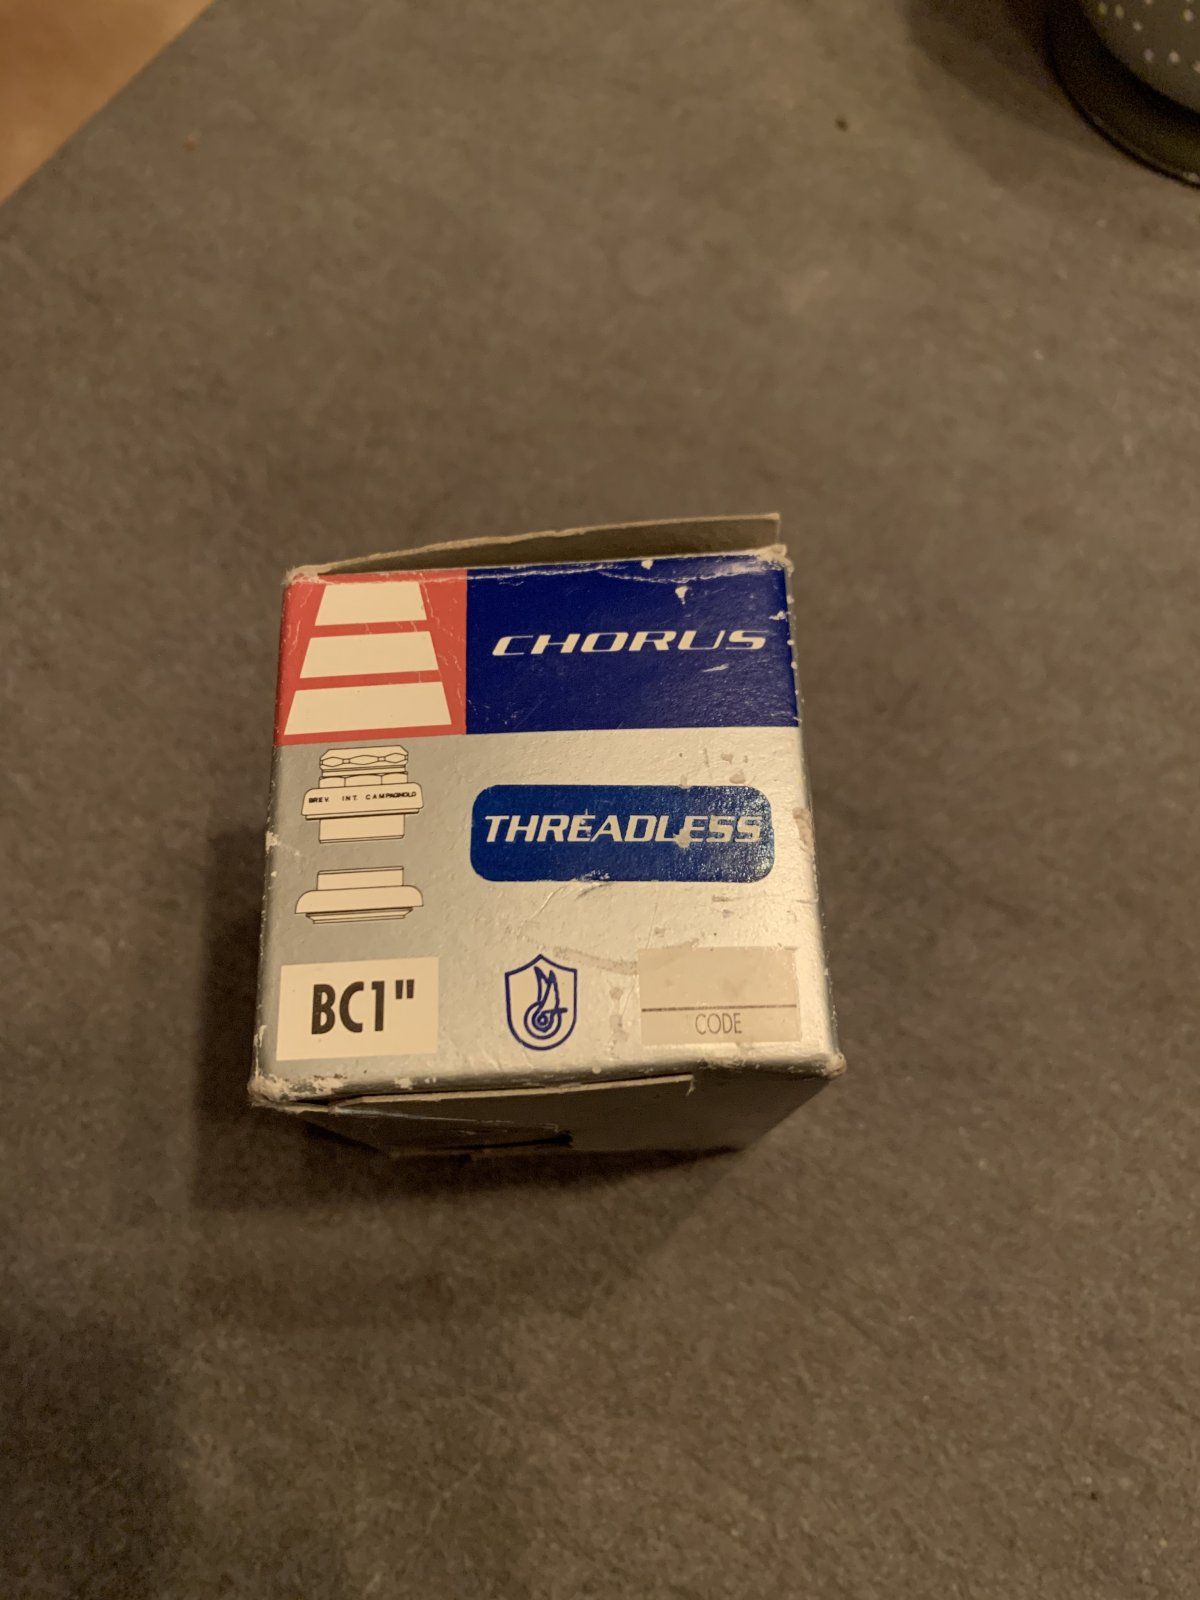 CHORUS
BREV. INT. CAMPAGNOLO
THREADLESS
BC1"
CODE